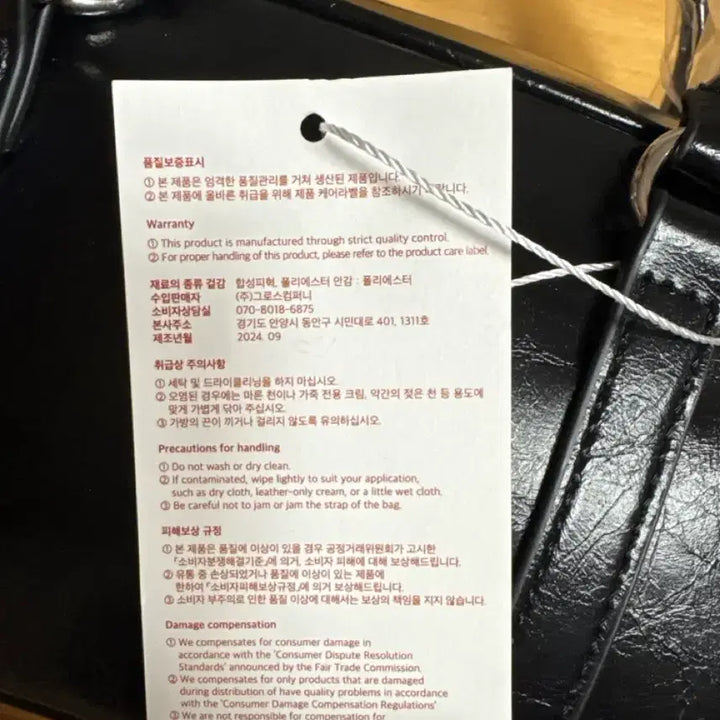 품질보증표시
① 본 제품은 엄격한 품질관리를 거쳐 생산된 제품입니다.
② 본 제품에 올바른 취급을 위해 제품 케어라벨을 참조하시기
Warranty
① This product is manufactured through strict quality control.
② For proper handling of this product, please refer to the product care label.
재료의 종류 겉감 합성피혁, 폴리에스터 안감 : 폴리에스터
수입판매자 (주)그로스컴퍼니
소비자상담실 070-8018-6875
본사주소 경기도 안양시 동안구 시민대로 401, 1311호
제조년월 2024. 09
취급상 주의사항
① 세탁 및 드라이클리닝을 하지 마십시오.
② 오염된 경우에는 마른 천이나 가죽 전용 크림, 약간의 젖은 천 등 용도에
맞게 가볍게 닦아 주십시오.
③ 가방의 끈이 끼거나 걸리지 않도록 유의하십시오.
Precautions for handling
① Do not wash or dry clean.
② If contaminated, wipe lightly to suit your application,
such as dry cloth, leather-only cream, or a little wet cloth.
③ Be careful not to jam or jam the strap of the bag.
피해보상 규정
① 본 제품은 품질에 이상이 있을 경우 공정거래위원회가 고시한
「소비자분쟁해결기준」에 의거, 소비자 피해에 대해 보상해드립니다.
② 유통 중 손상되었거나 품질에 이상이 있는 제품에
한하여 「소비자피해보상규정」에 의거 보상해드립니다.
③ 소비자 부주의로 인한 품질 이상에 대해서는 보상의 책임을 지지 않습니다.
Damage compensation
① We compensates for consumer damage in
accordance with the 'Consumer Dispute Resolution
Standards' announced by the Fair Trade Commission.
② We compensates for only products that are damaged
during distribution of have quality problems in accordance
with the 'Consumer Damage Compensation Regulations'
③ We are not responsible for compensation for